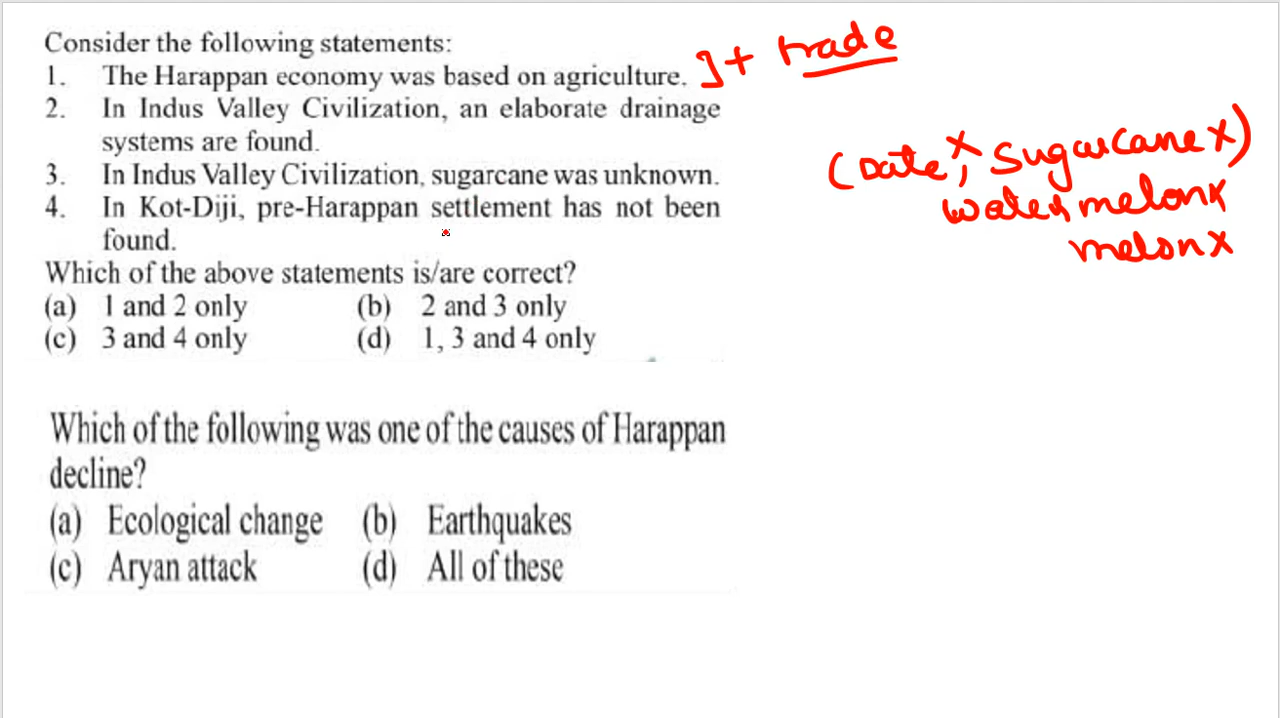 Consider the following statements:
1. The Harappan economy was based on agriculture. ] + trade
2. In Indus Valley Civilization, an elaborate drainage
systems are found.
3. In Indus Valley Civilization, sugarcane was unknown.
4. In Kot-Diji, pre-Harappan settlement has not been
found.
Which of the above statements is/are correct?
(a) 1 and 2 only (b) 2 and 3 only
(c) 3 and 4 only (d) 1, 3 and 4 only
(Date x, Sugarcane x)
watermelon x
melon x
Which of the following was one of the causes of Harappan
decline?
(a) Ecological change (b) Earthquakes
(c) Aryan attack (d) All of these